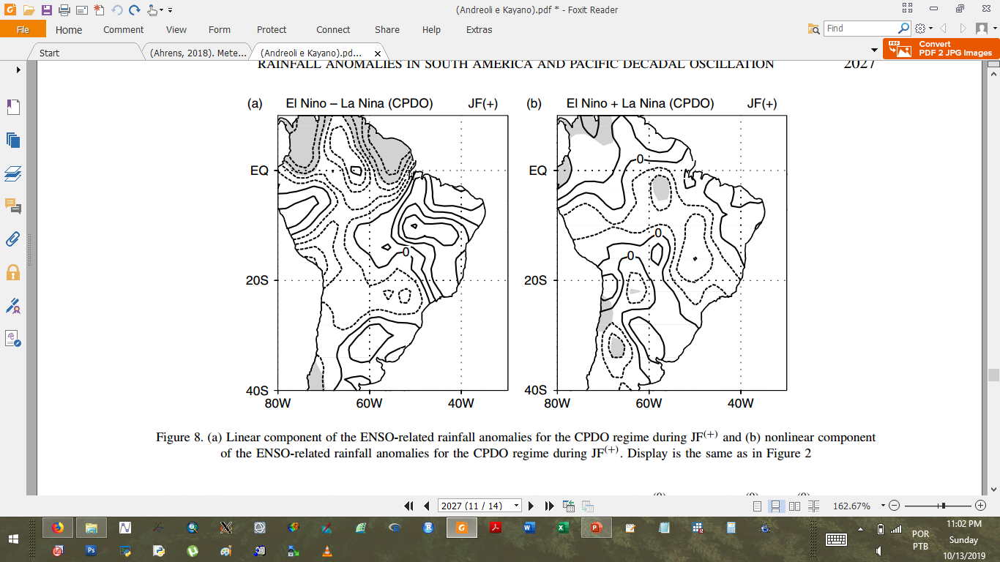 (Andreoli e Kayano).pdf * - Foxit Reader
File Home Comment View Form Protect Connect Share Help Extras
Find
Start (Ahrens, 2018). Mete... (Andreoli e Kayano).pd... ×
Convert
PDF 2 JPG Images
RAINFALL ANOMALIES IN SOUTH AMERICA AND PACIFIC DECADAL OSCILLATION 2027
(a) El Nino – La Nina (CPDO) JF(+) (b) El Nino + La Nina (CPDO) JF(+)
0
EQ EQ
0
0 0
20S 20S
40S 40S
80W 60W 40W 80W 60W 40W
Figure 8. (a) Linear component of the ENSO-related rainfall anomalies for the CPDO regime during JF(+) and (b) nonlinear component
of the ENSO-related rainfall anomalies for the CPDO regime during JF(+). Display is the same as in Figure 2
2027 (11 / 14) 162.67%
11:02 PM
POR Sunday
PTB
10/13/2019